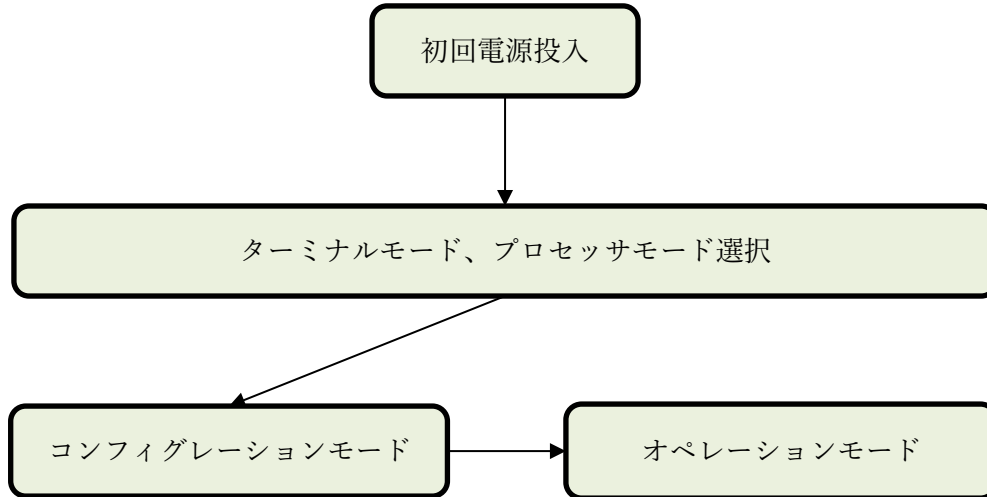 初回電源投入
ターミナルモード、プロセッサモード選択
コンフィグレーションモード
オペレーションモード